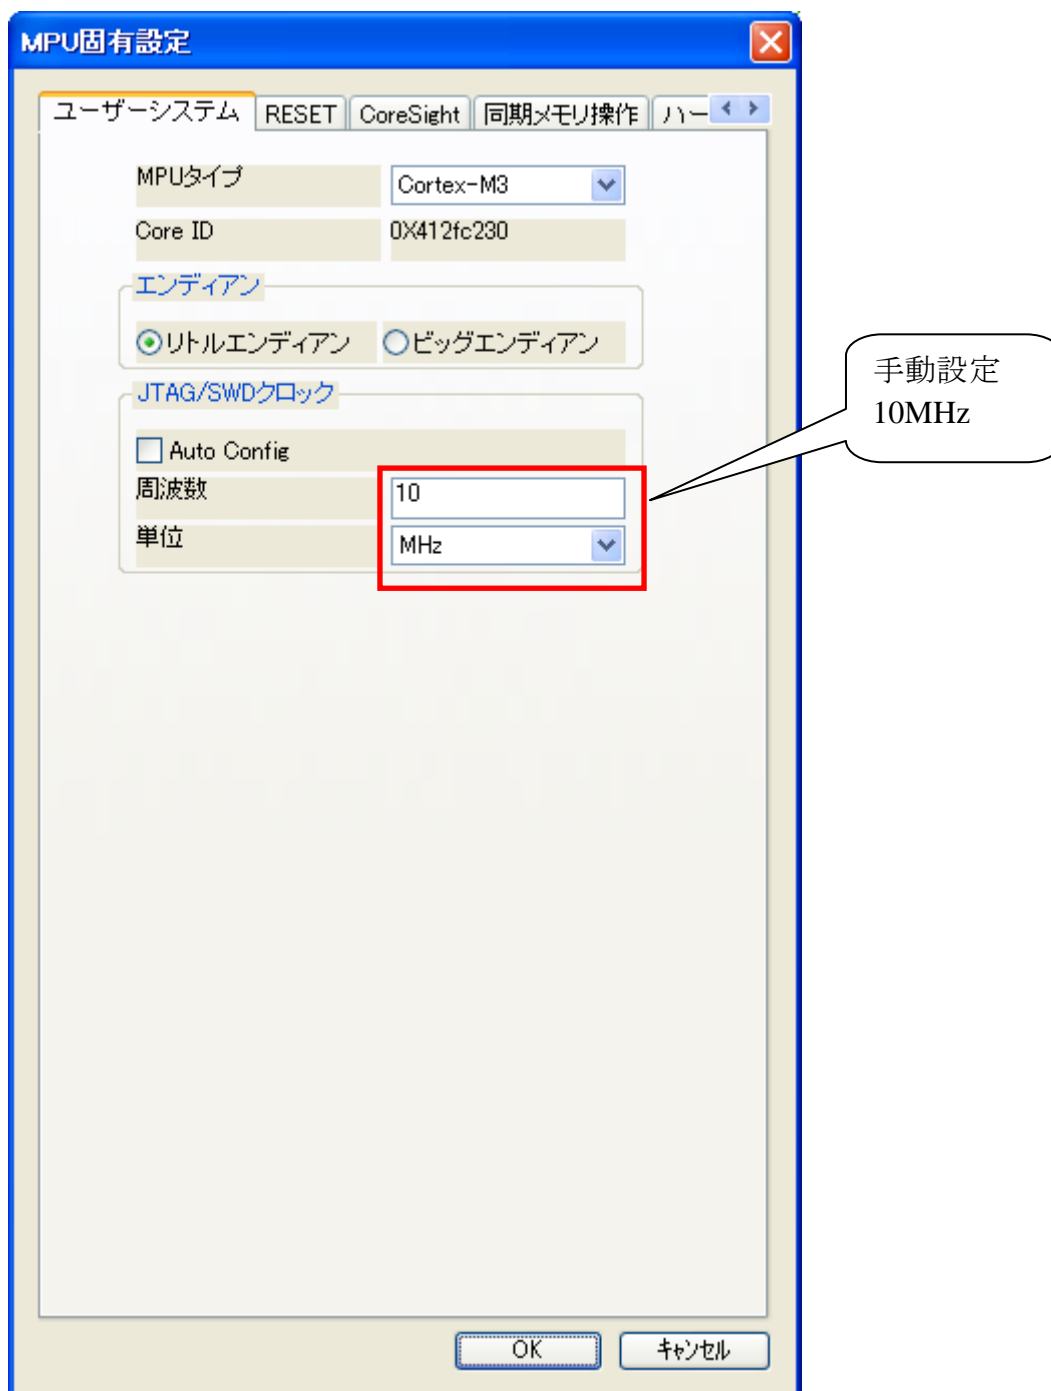 MPU固有設定
ユーザーシステム RESET CoreSight 同期メモリ操作 ハー
MPUタイプ Cortex-M3
Core ID 0X412fc230
エンディアン
リトルエンディアン ビッグエンディアン
JTAG/SWDクロック
Auto Config
周波数 10
単位 MHz
手動設定
10MHz
OK キャンセル